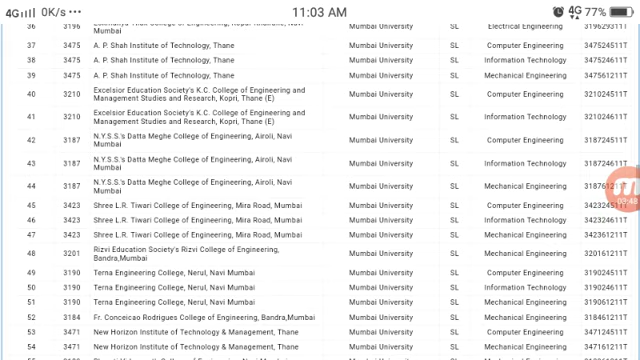 4G 0K/s ••• 11:03 AM 4G 77%
36 3196 Mumbai Mumbai University SL Electrical Engineering 319629311T
37 3475 A. P. Shah Institute of Technology, Thane Mumbai University SL Computer Engineering 347524511T
38 3475 A. P. Shah Institute of Technology, Thane Mumbai University SL Information Technology 347524611T
39 3475 A. P. Shah Institute of Technology, Thane Mumbai University SL Mechanical Engineering 347561211T
40 3210 Excelsior Education Society's K.C. College of Engineering and Mumbai University SL Computer Engineering 321024511T
Management Studies and Research, Kopri, Thane (E)
41 3210 Excelsior Education Society's K.C. College of Engineering and Mumbai University SL Information Technology 321024611T
Management Studies and Research, Kopri, Thane (E)
42 3187 N.Y.S.S.'s Datta Meghe College of Engineering, Airoli, Navi Mumbai University SL Computer Engineering 318724511T
Mumbai
43 3187 N.Y.S.S.'s Datta Meghe College of Engineering, Airoli, Navi Mumbai University SL Information Technology 318724611T
Mumbai
44 3187 N.Y.S.S.'s Datta Meghe College of Engineering, Airoli, Navi Mumbai University SL Mechanical Engineering 318761211T
Mumbai
45 3423 Shree L.R. Tiwari College of Engineering, Mira Road, Mumbai Mumbai University SL Computer Engineering 342324511T
03:48
46 3423 Shree L.R. Tiwari College of Engineering, Mira Road, Mumbai Mumbai University SL Information Technology 342324611T
47 3423 Shree L.R. Tiwari College of Engineering, Mira Road, Mumbai Mumbai University SL Mechanical Engineering 342361211T
48 3201 Rizvi Education Society's Rizvi College of Engineering, Mumbai University SL Mechanical Engineering 320161211T
Bandra,Mumbai
49 3190 Terna Engineering College, Nerul, Navi Mumbai Mumbai University SL Computer Engineering 319024511T
50 3190 Terna Engineering College, Nerul, Navi Mumbai Mumbai University SL Information Technology 319024611T
51 3190 Terna Engineering College, Nerul, Navi Mumbai Mumbai University SL Mechanical Engineering 319061211T
52 3184 Fr. Conceicao Rodrigues College of Engineering, Bandra,Mumbai Mumbai University SL Mechanical Engineering 318461211T
53 3471 New Horizon Institute of Technology & Management, Thane Mumbai University SL Computer Engineering 347124511T
54 3471 New Horizon Institute of Technology & Management, Thane Mumbai University SL Mechanical Engineering 347161211T